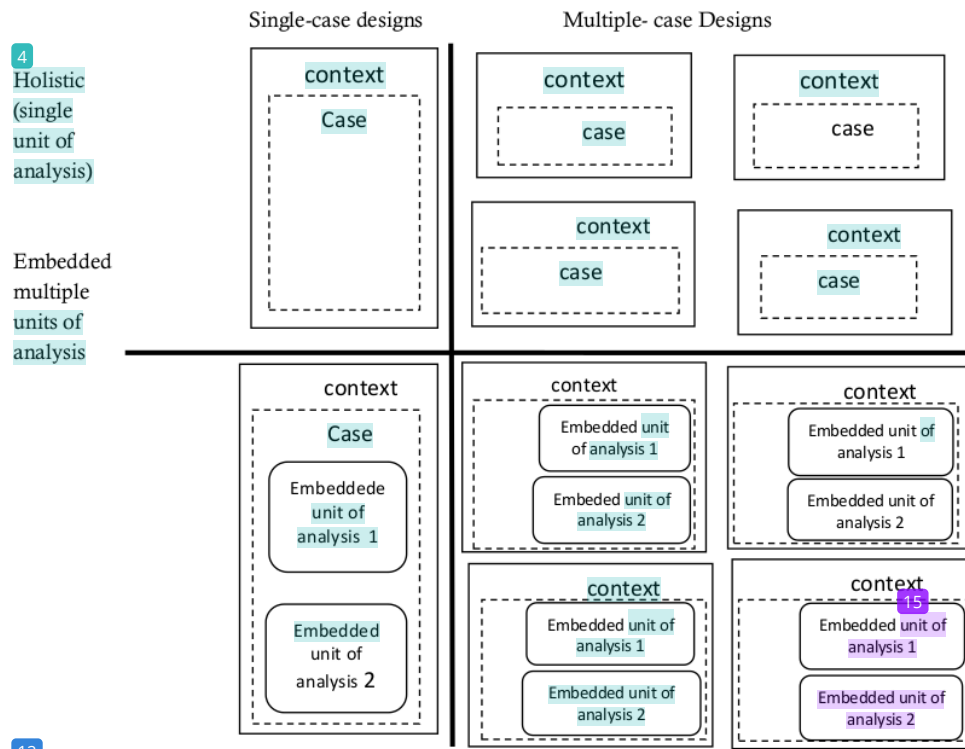 Single-case designs
Multiple- case Designs
4
Holistic
(single
unit of
analysis)
Embedded
multiple
units of
analysis
context
Case
context
case
context
case
context
case
context
case
context
Case
Embeddede
unit of
analysis 1
Embedded
unit of
analysis 2
context
Embedded unit
of analysis 1
Embeded unit of
analysis 2
context
Embedded unit of
analysis 1
Embedded unit of
analysis 2
context
Embedded unit of
analysis 1
Embedded unit of
analysis 2
context
15
Embedded unit of
analysis 1
Embedded unit of
analysis 2